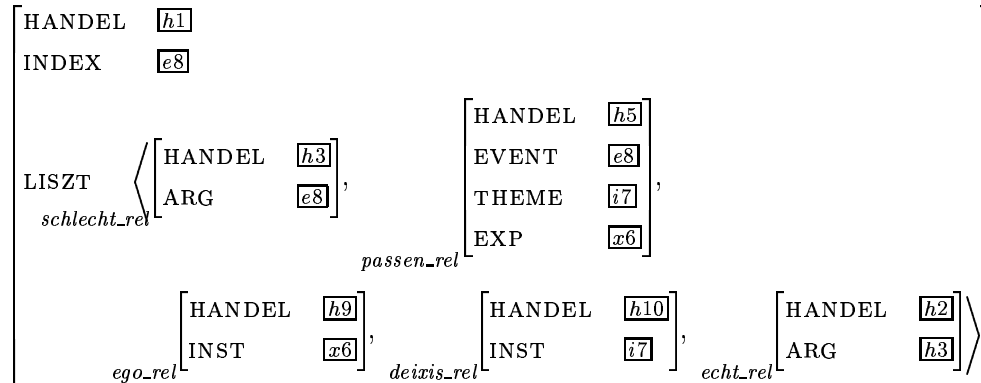 HANDEL h1
INDEX e8
LISZT ⟨ schlecht_rel [HANDEL h3, ARG e8], passen_rel [HANDEL h5, EVENT e8, THEME i7, EXP x6],
ego_rel [HANDEL h9, INST x6], deixis_rel [HANDEL h10, INST i7], echt_rel [HANDEL h2, ARG h3] ⟩